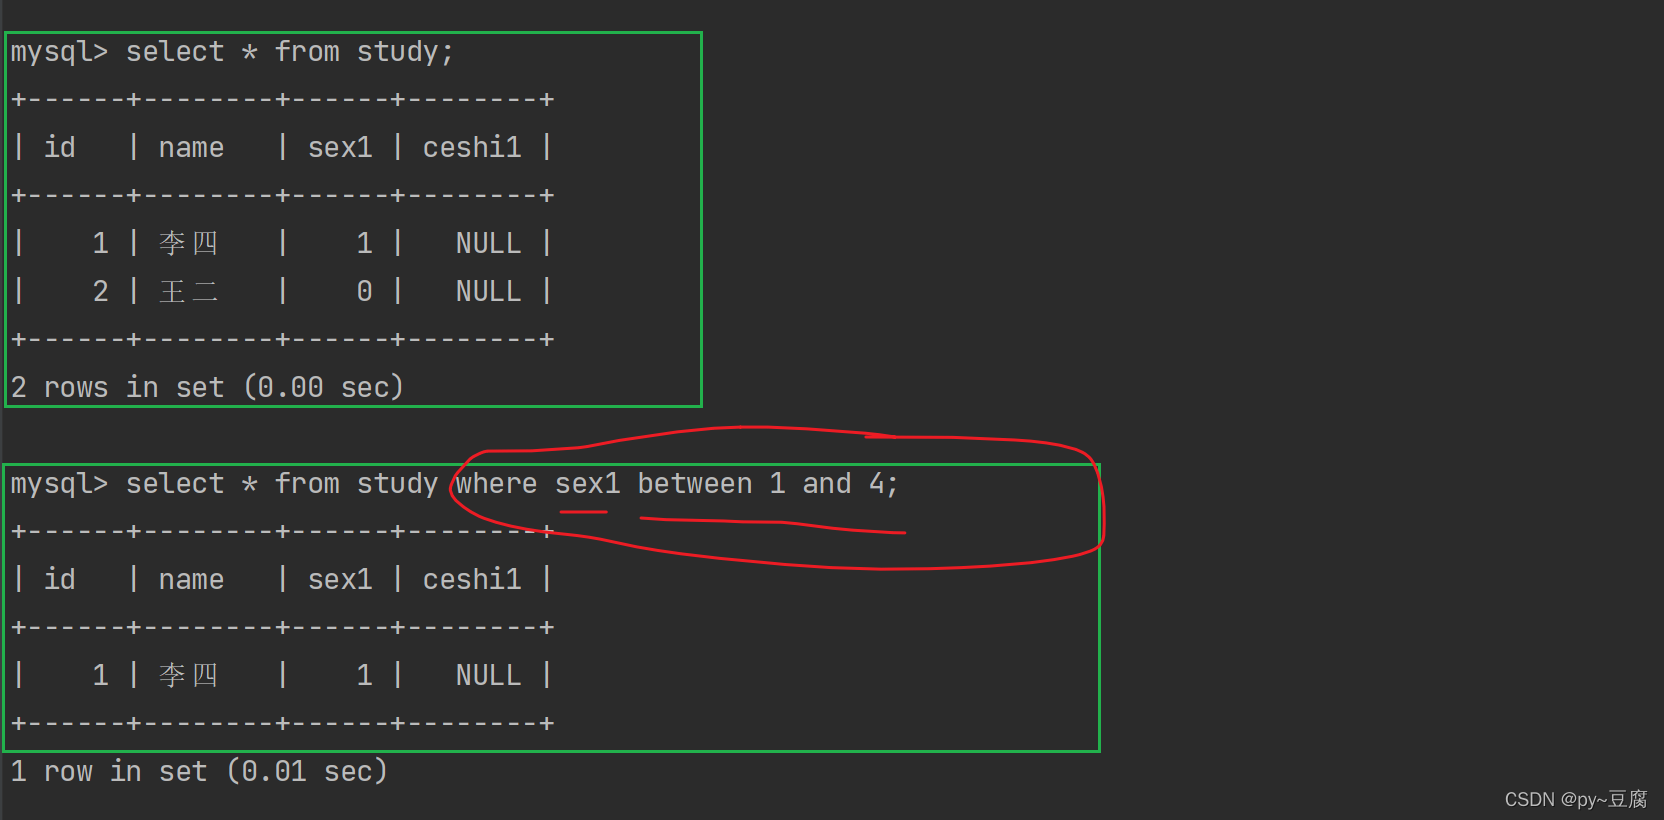 mysql> select * from study;
+------+--------+------+--------+
| id   | name   | sex1 | ceshi1 |
+------+--------+------+--------+
|    1 | 李四   |    1 |   NULL |
|    2 | 王二   |    0 |   NULL |
+------+--------+------+--------+
2 rows in set (0.00 sec)
mysql> select * from study where sex1 between 1 and 4;
+------+--------+------+--------+
| id   | name   | sex1 | ceshi1 |
+------+--------+------+--------+
|    1 | 李四   |    1 |   NULL |
+------+--------+------+--------+
1 row in set (0.01 sec)
CSDN @py~豆腐